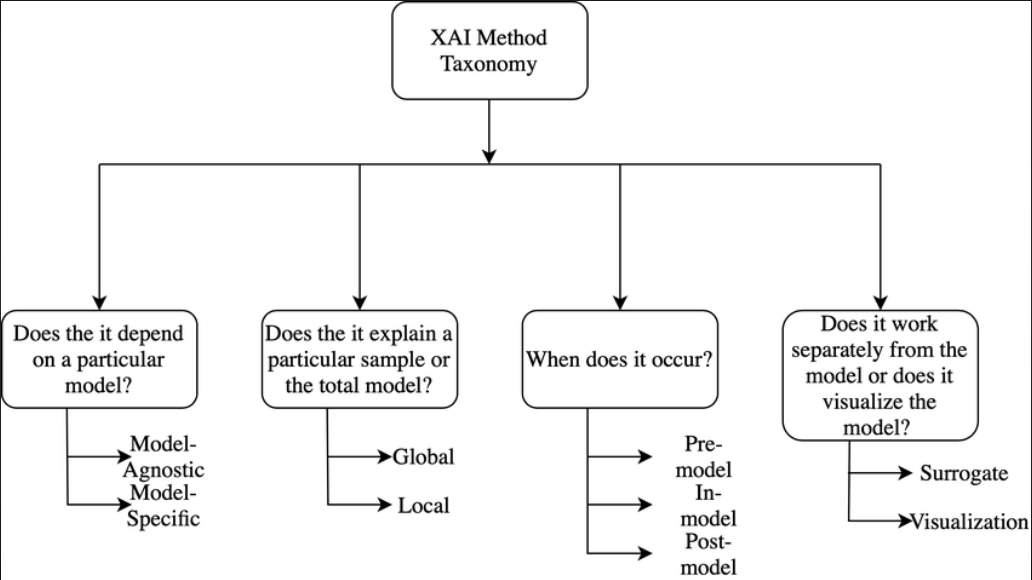 XAI Method
Taxonomy
Does the it depend
on a particular
model?
Model-
Agnostic
Model-
Specific
Does the it explain a
particular sample or
the total model?
Global
Local
When does it occur?
Pre-
model
In-
model
Post-
model
Does it work
separately from the
model or does it
visualize the
model?
Surrogate
Visualization